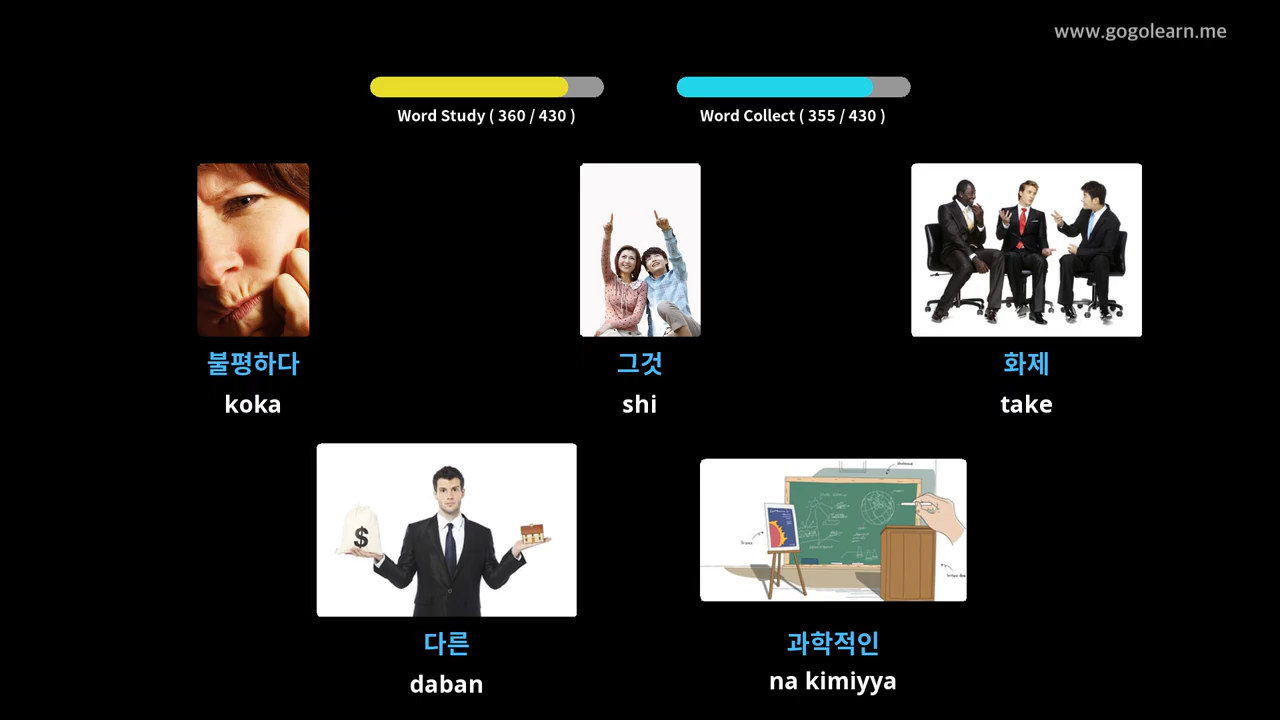 www.gogolearn.me
Word Study ( 360 / 430 )
Word Collect ( 355 / 430 )
불평하다
koka
그것
shi
화제
take
다른
daban
과학적인
na kimiyya
$